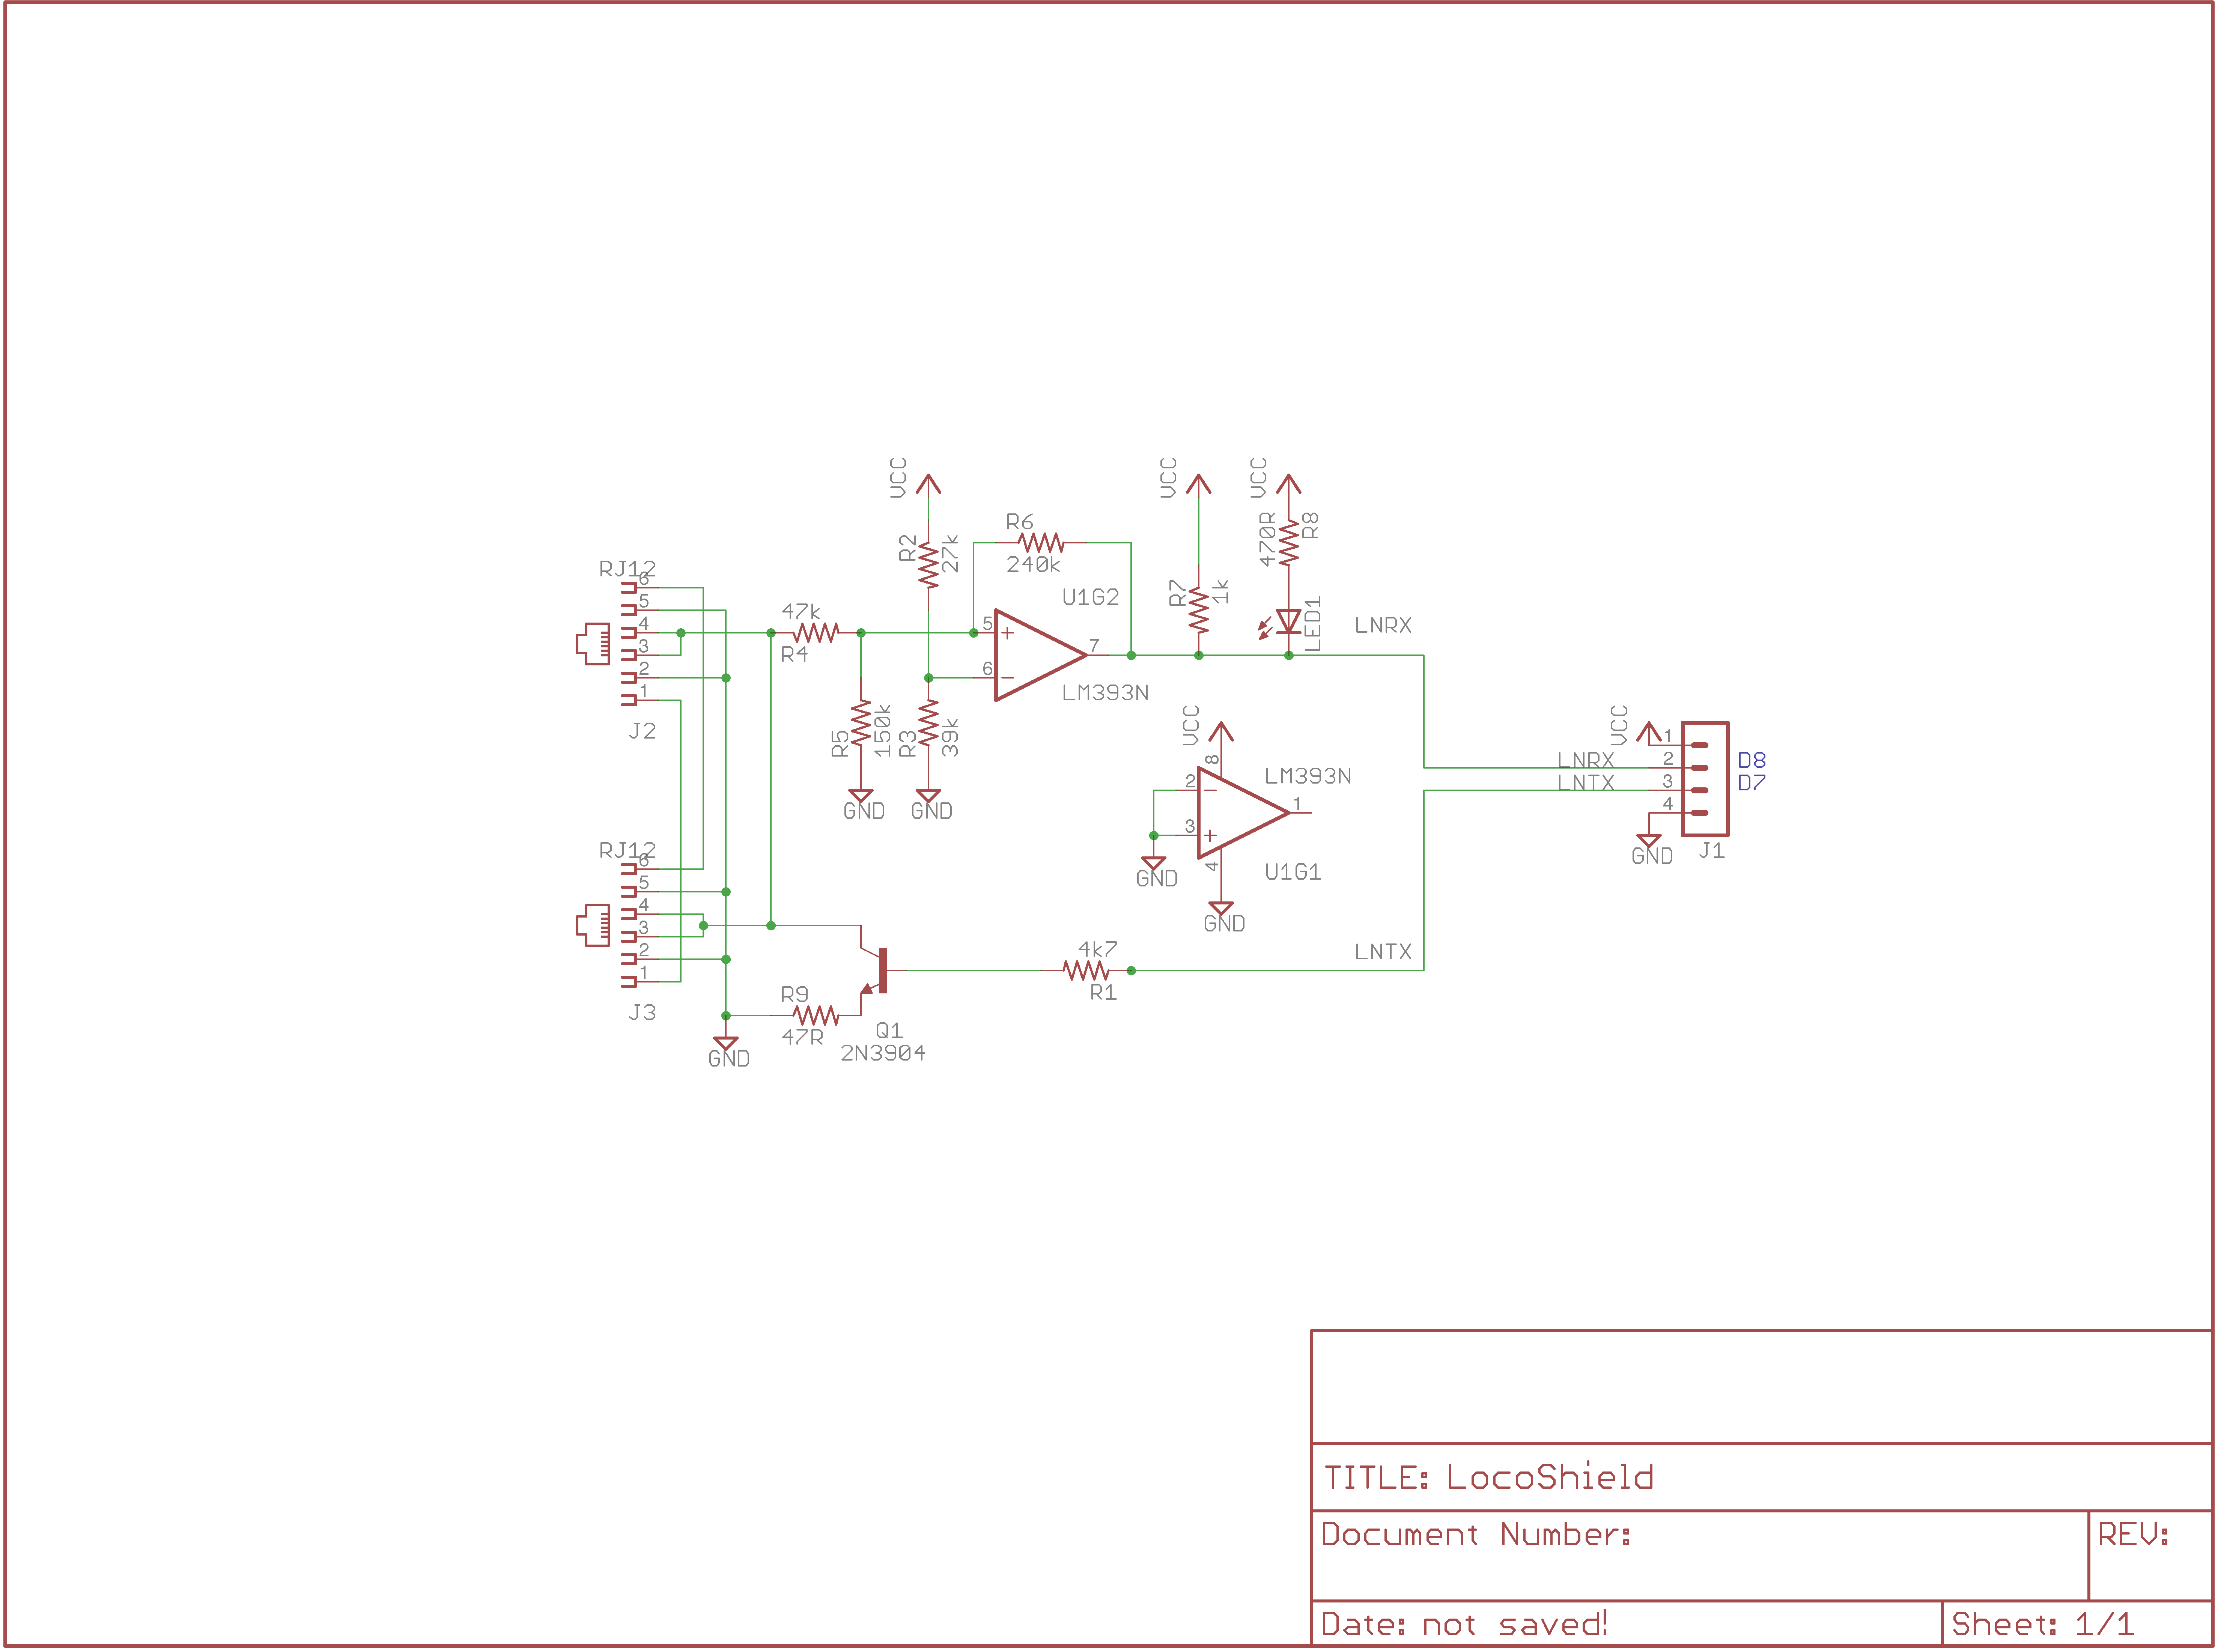 VCC
VCC
VCC
R6
240k
R2
27k
470R
R8
RJ12
6
5
4
3
2
1
J2
47k
R4
U1G2
5
6
7
LM393N
R7
1k
LED1
LNRX
R5
150k
R3
39k
GND
GND
VCC
8
LM393N
2
3
1
4
U1G1
GND
GND
VCC
1
LNRX
2
D8
LNTX
3
D7
4
GND
J1
RJ12
6
5
4
3
2
1
J3
R9
47R
GND
Q1
2N3904
4k7
R1
LNTX
TITLE: LocoShield
Document Number:
REV:
Date: not saved!
Sheet: 1/1